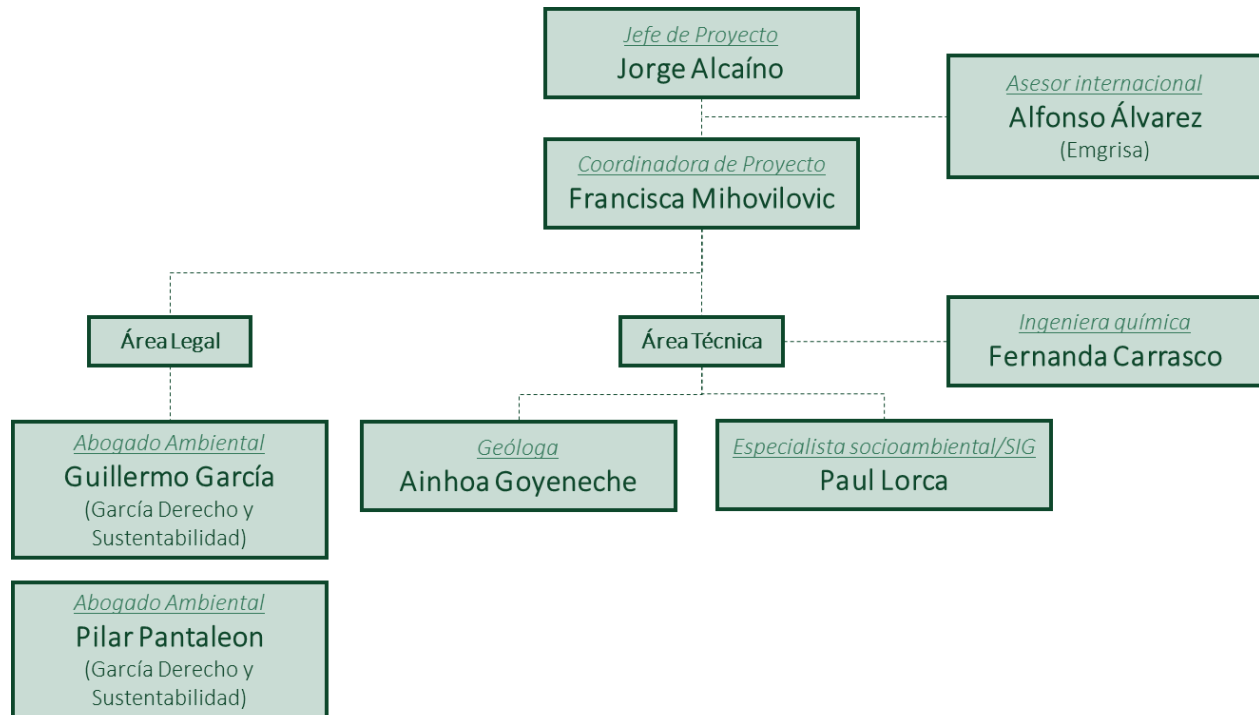 Jefe de Proyecto
Jorge Alcaíno
Asesor internacional
Alfonso Álvarez
(Emgrisa)
Coordinadora de Proyecto
Francisca Mihovilovic
Área Legal
Área Técnica
Ingeniera química
Fernanda Carrasco
Abogado Ambiental
Guillermo García
(García Derecho y
Sustentabilidad)
Geóloga
Ainhoa Goyeneche
Especialista socioambiental/SIG
Paul Lorca
Abogado Ambiental
Pilar Pantaleon
(García Derecho y
Sustentabilidad)